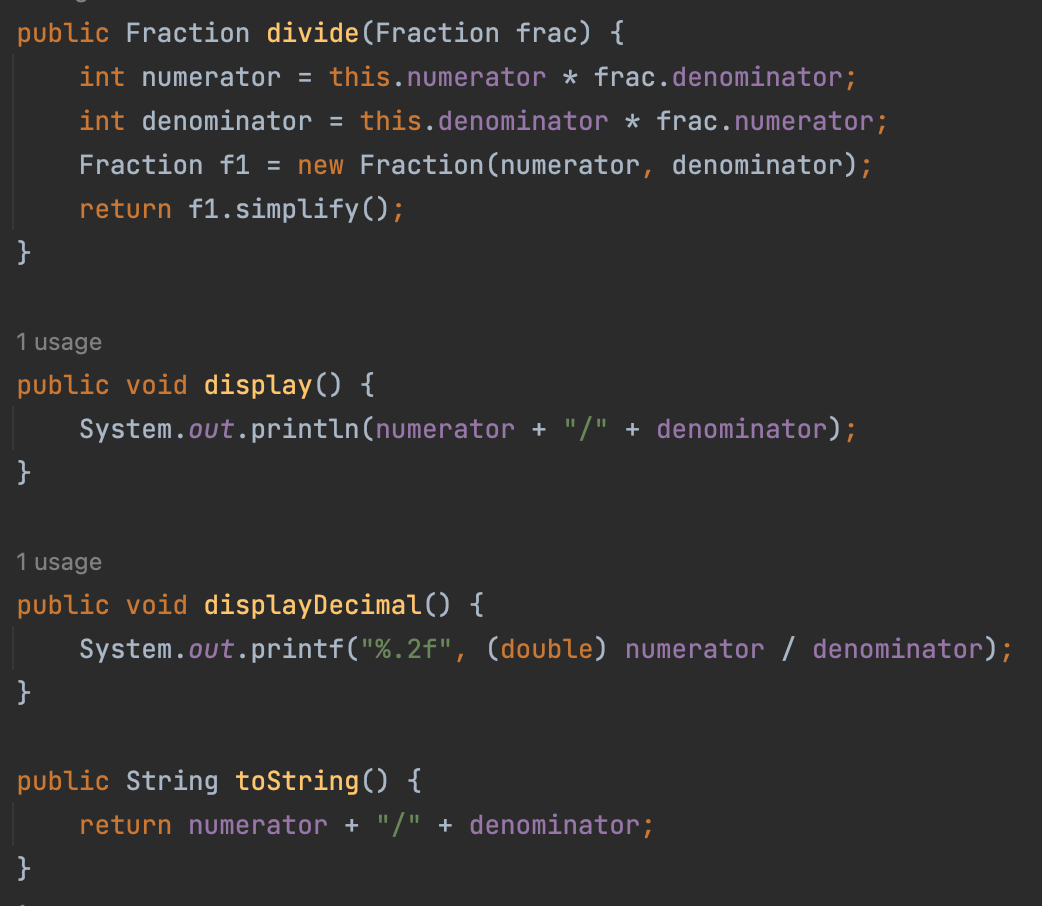 public Fraction divide(Fraction frac) {
    int numerator = this.numerator * frac.denominator;
    int denominator = this.denominator * frac.numerator;
    Fraction f1 = new Fraction(numerator, denominator);
    return f1.simplify();
}
1 usage
public void display() {
    System.out.println(numerator + "/" + denominator);
}
1 usage
public void displayDecimal() {
    System.out.printf("%.2f", (double) numerator / denominator);
}
public String toString() {
    return numerator + "/" + denominator;
}